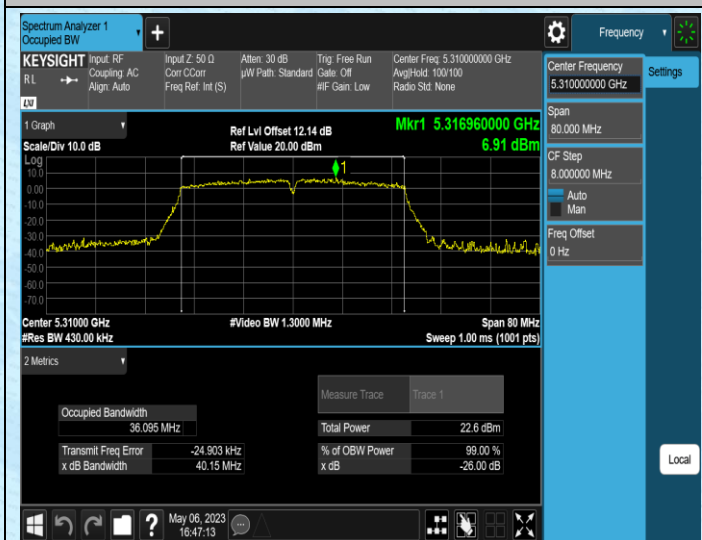 Spectrum Analyzer 1
Occupied BW
Frequency
KEYSIGHT
R L
Input: RF
Coupling: AC
Align: Auto
Input Z: 50 Ω
Corr CCorr
Freq Ref: Int (S)
Atten: 30 dB
µW Path: Standard
Trig: Free Run
Gate: Off
#IF Gain: Low
Center Freq: 5.310000000 GHz
Avg|Hold: 100/100
Radio Std: None
Center Frequency
5.310000000 GHz
Settings
Span
80.000 MHz
CF Step
8.000000 MHz
Auto
Man
Freq Offset
0 Hz
1 Graph
Scale/Div 10.0 dB
Ref Lvl Offset 12.14 dB
Ref Value 20.00 dBm
Mkr1 5.316960000 GHz
6.91 dBm
Log
10.0
0.00
-10.0
-20.0
-30.0
-40.0
-50.0
-60.0
-70.0
1
Center 5.31000 GHz
#Res BW 430.00 kHz
#Video BW 1.3000 MHz
Span 80 MHz
Sweep 1.00 ms (1001 pts)
2 Metrics
Measure Trace
Trace 1
Occupied Bandwidth
36.095 MHz
Total Power
22.6 dBm
Transmit Freq Error
-24.903 kHz
% of OBW Power
99.00 %
x dB Bandwidth
40.15 MHz
x dB
-26.00 dB
Local
May 06, 2023
16:47:13